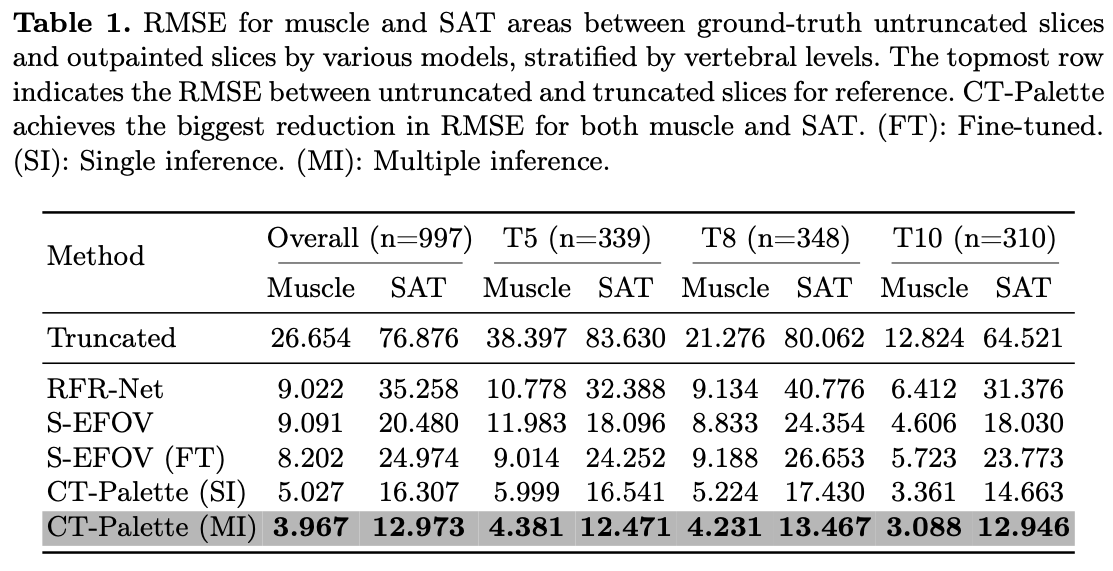 Table 1. RMSE for muscle and SAT areas between ground-truth untruncated slices
and outpainted slices by various models, stratified by vertebral levels. The topmost row
indicates the RMSE between untruncated and truncated slices for reference. CT-Palette
achieves the biggest reduction in RMSE for both muscle and SAT. (FT): Fine-tuned.
(SI): Single inference. (MI): Multiple inference.
Method Overall (n=997) T5 (n=339) T8 (n=348) T10 (n=310)
Muscle SAT Muscle SAT Muscle SAT Muscle SAT
Truncated 26.654 76.876 38.397 83.630 21.276 80.062 12.824 64.521
RFR-Net 9.022 35.258 10.778 32.388 9.134 40.776 6.412 31.376
S-EFOV 9.091 20.480 11.983 18.096 8.833 24.354 4.606 18.030
S-EFOV (FT) 8.202 24.974 9.014 24.252 9.188 26.653 5.723 23.773
CT-Palette (SI) 5.027 16.307 5.999 16.541 5.224 17.430 3.361 14.663
CT-Palette (MI) 3.967 12.973 4.381 12.471 4.231 13.467 3.088 12.946